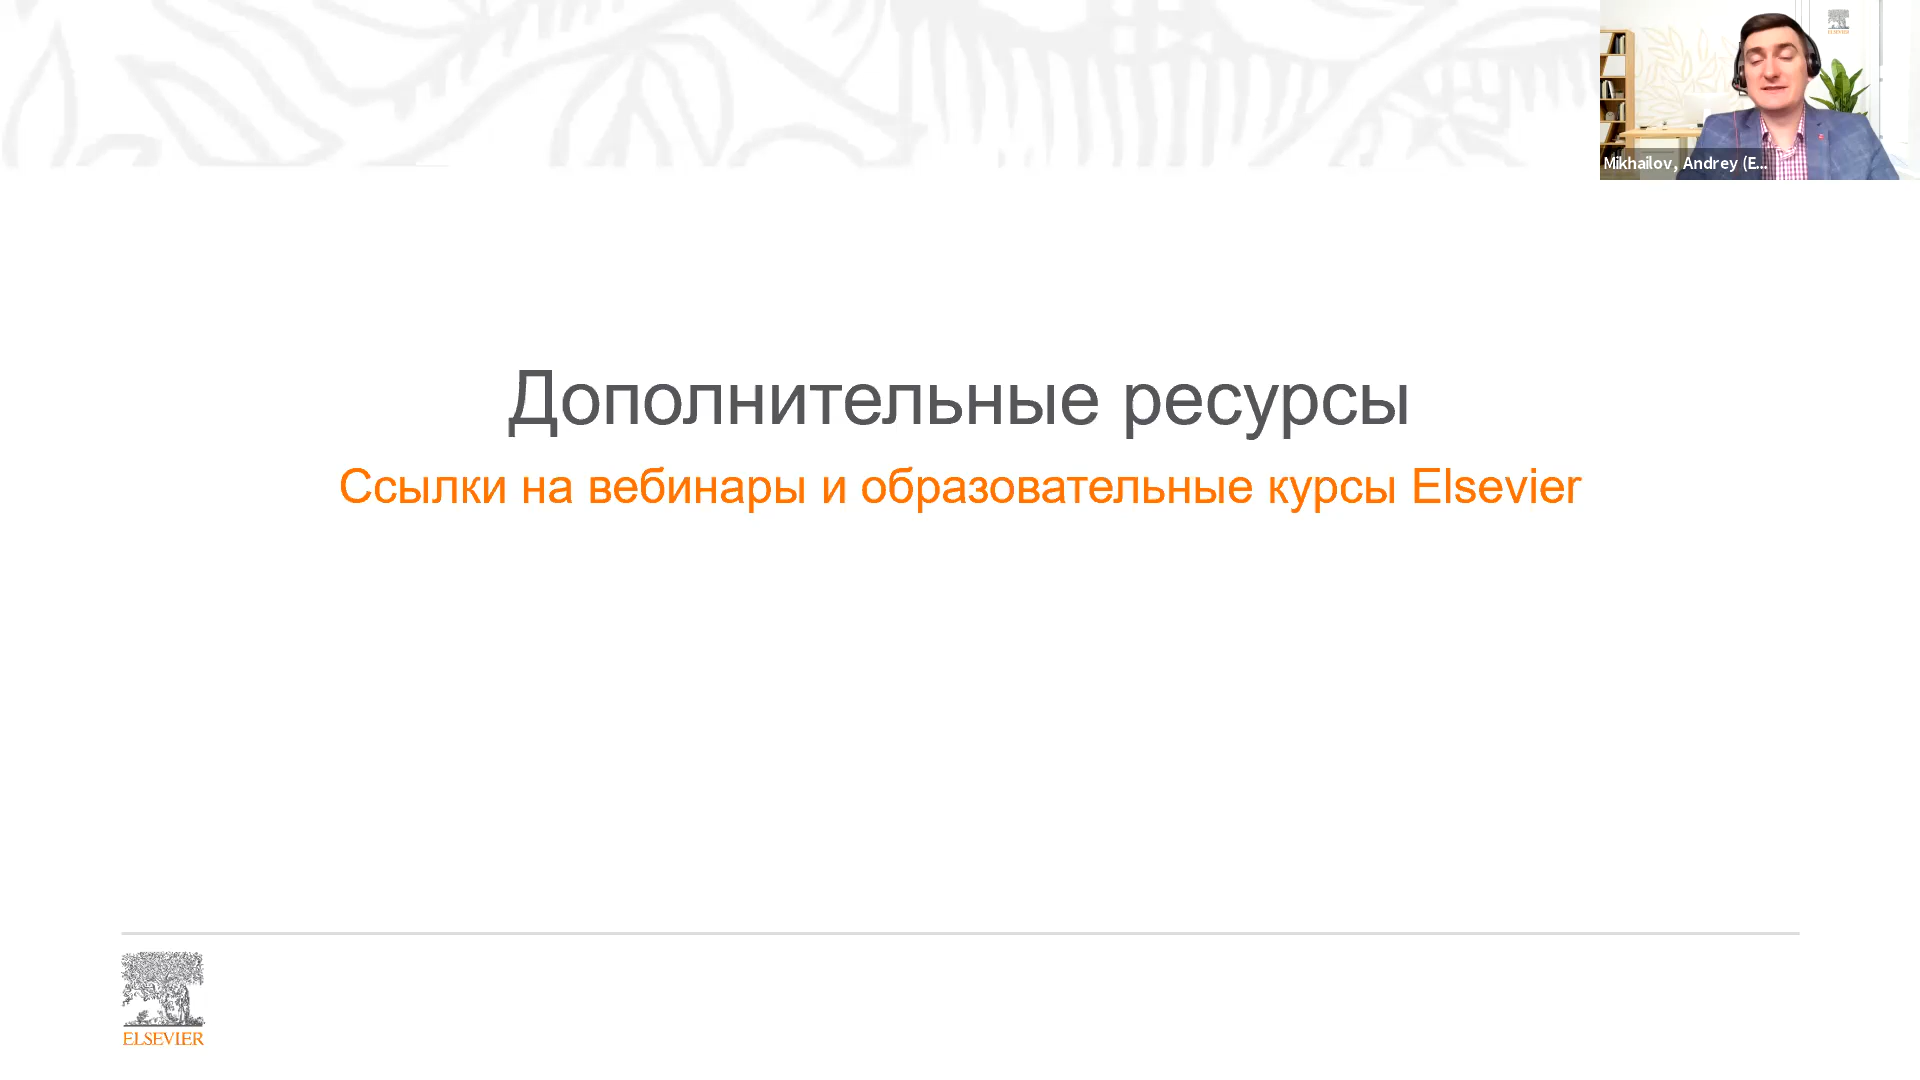 Mikhailov, Andrey (E...
Дополнительные ресурсы
Ссылки на вебинары и образовательные курсы Elsevier
ELSEVIER